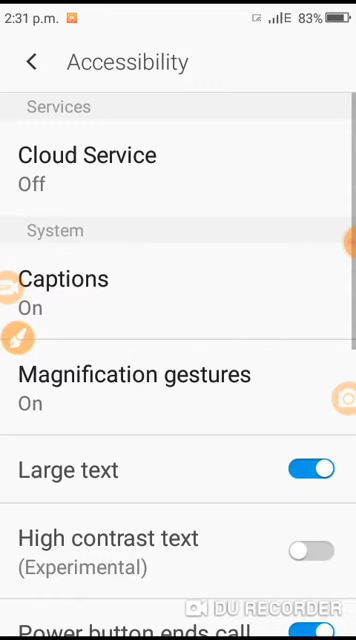 2:31 p.m. E 83%
Accessibility
Services
Cloud Service
Off
System
Captions
On
Magnification gestures
On
Large text
High contrast text
(Experimental)
DU RECORDER
Power button ends call